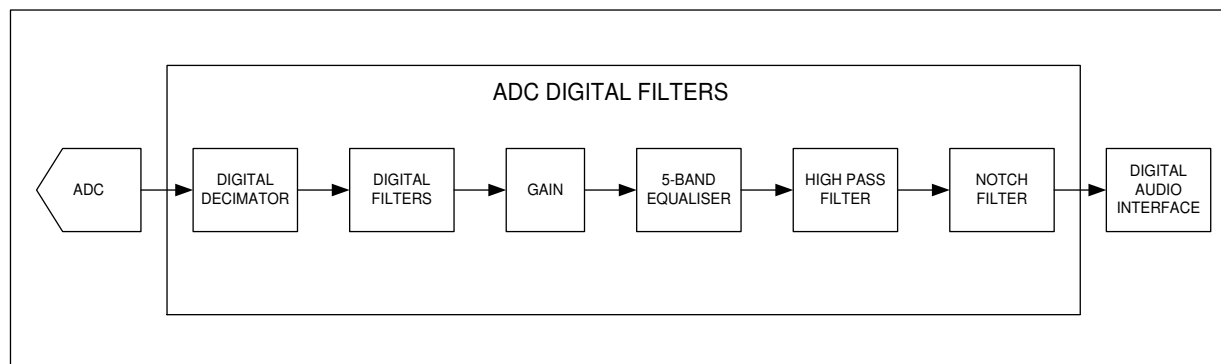 ADC DIGITAL FILTERS
ADC
DIGITAL
DECIMATOR
DIGITAL
FILTERS
GAIN
5-BAND
EQUALISER
HIGH PASS
FILTER
NOTCH
FILTER
DIGITAL
AUDIO
INTERFACE